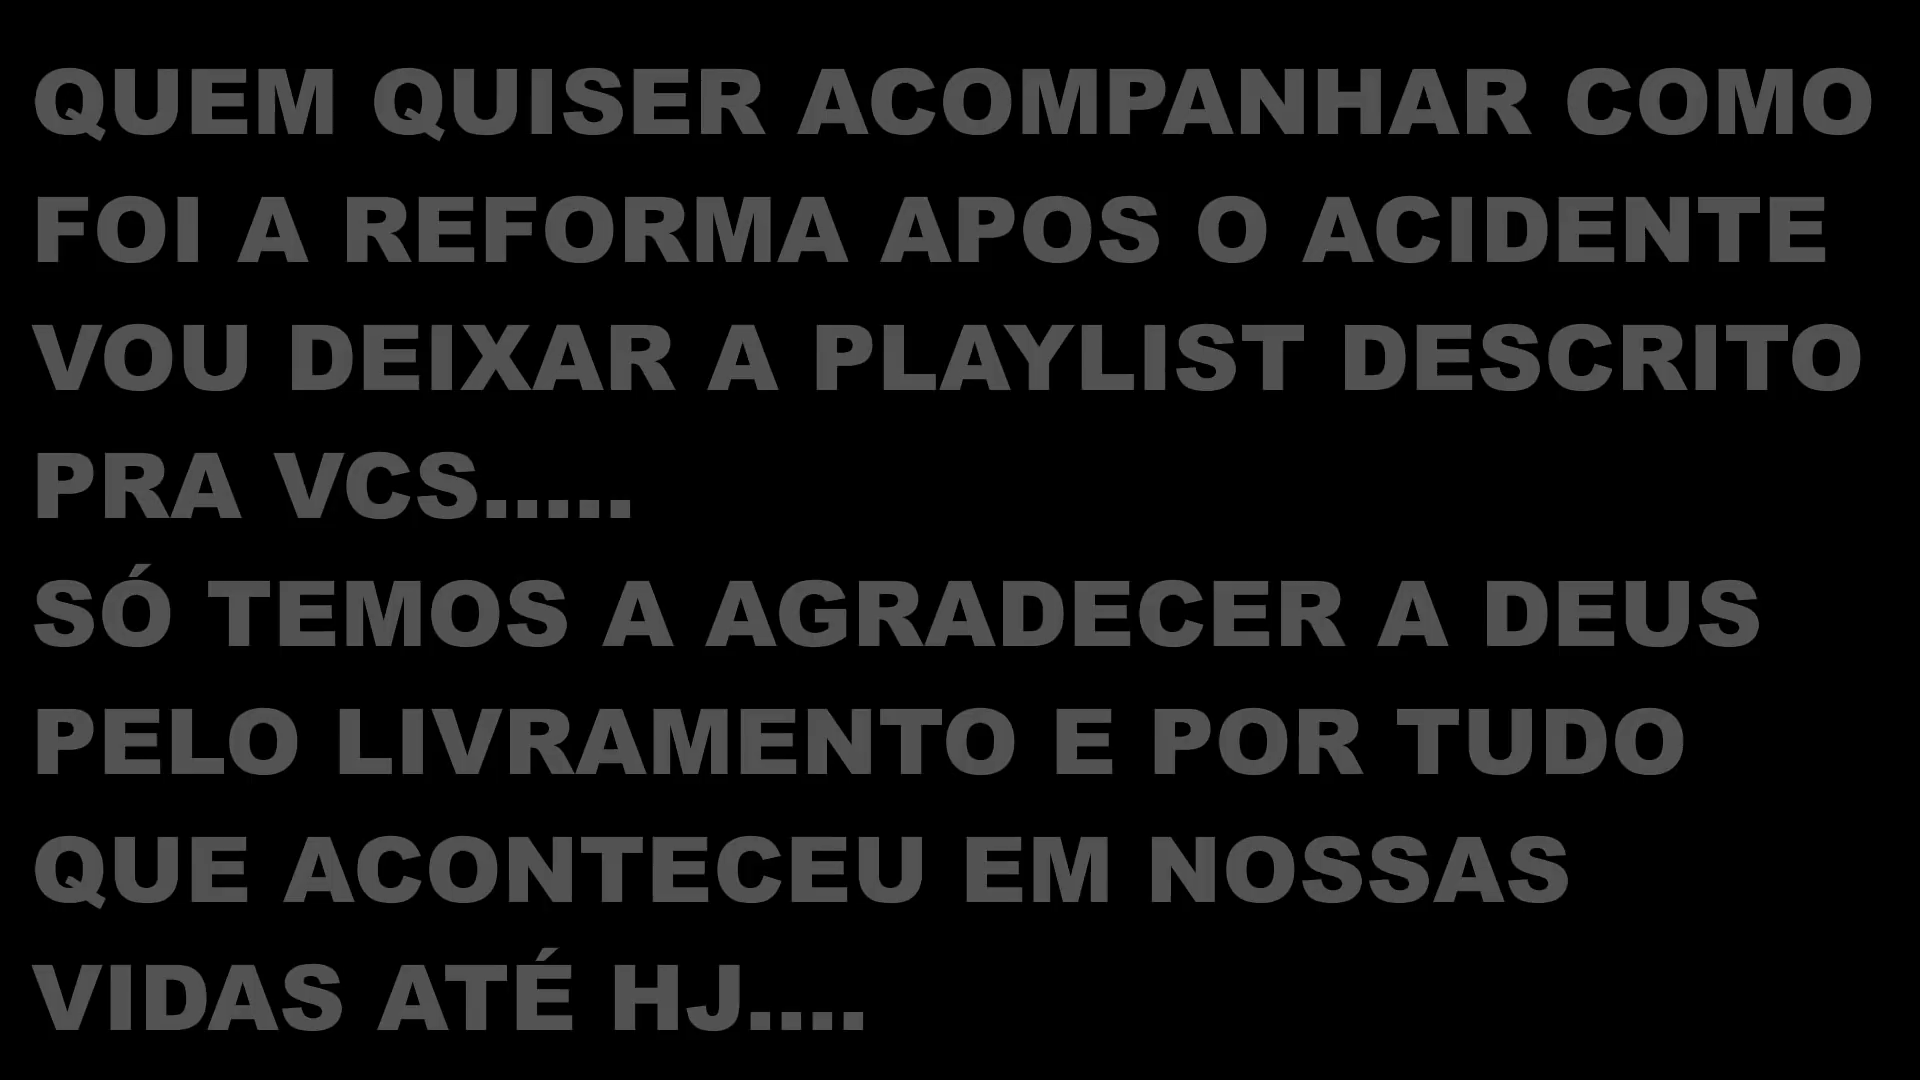 QUEM QUISER ACOMPANHAR COMO
FOI A REFORMA APOS O ACIDENTE
VOU DEIXAR A PLAYLIST DESCRITO
PRA VCS.....
SÓ TEMOS A AGRADECER A DEUS
PELO LIVRAMENTO E POR TUDO
QUE ACONTECEU EM NOSSAS
VIDAS ATÉ HJ....